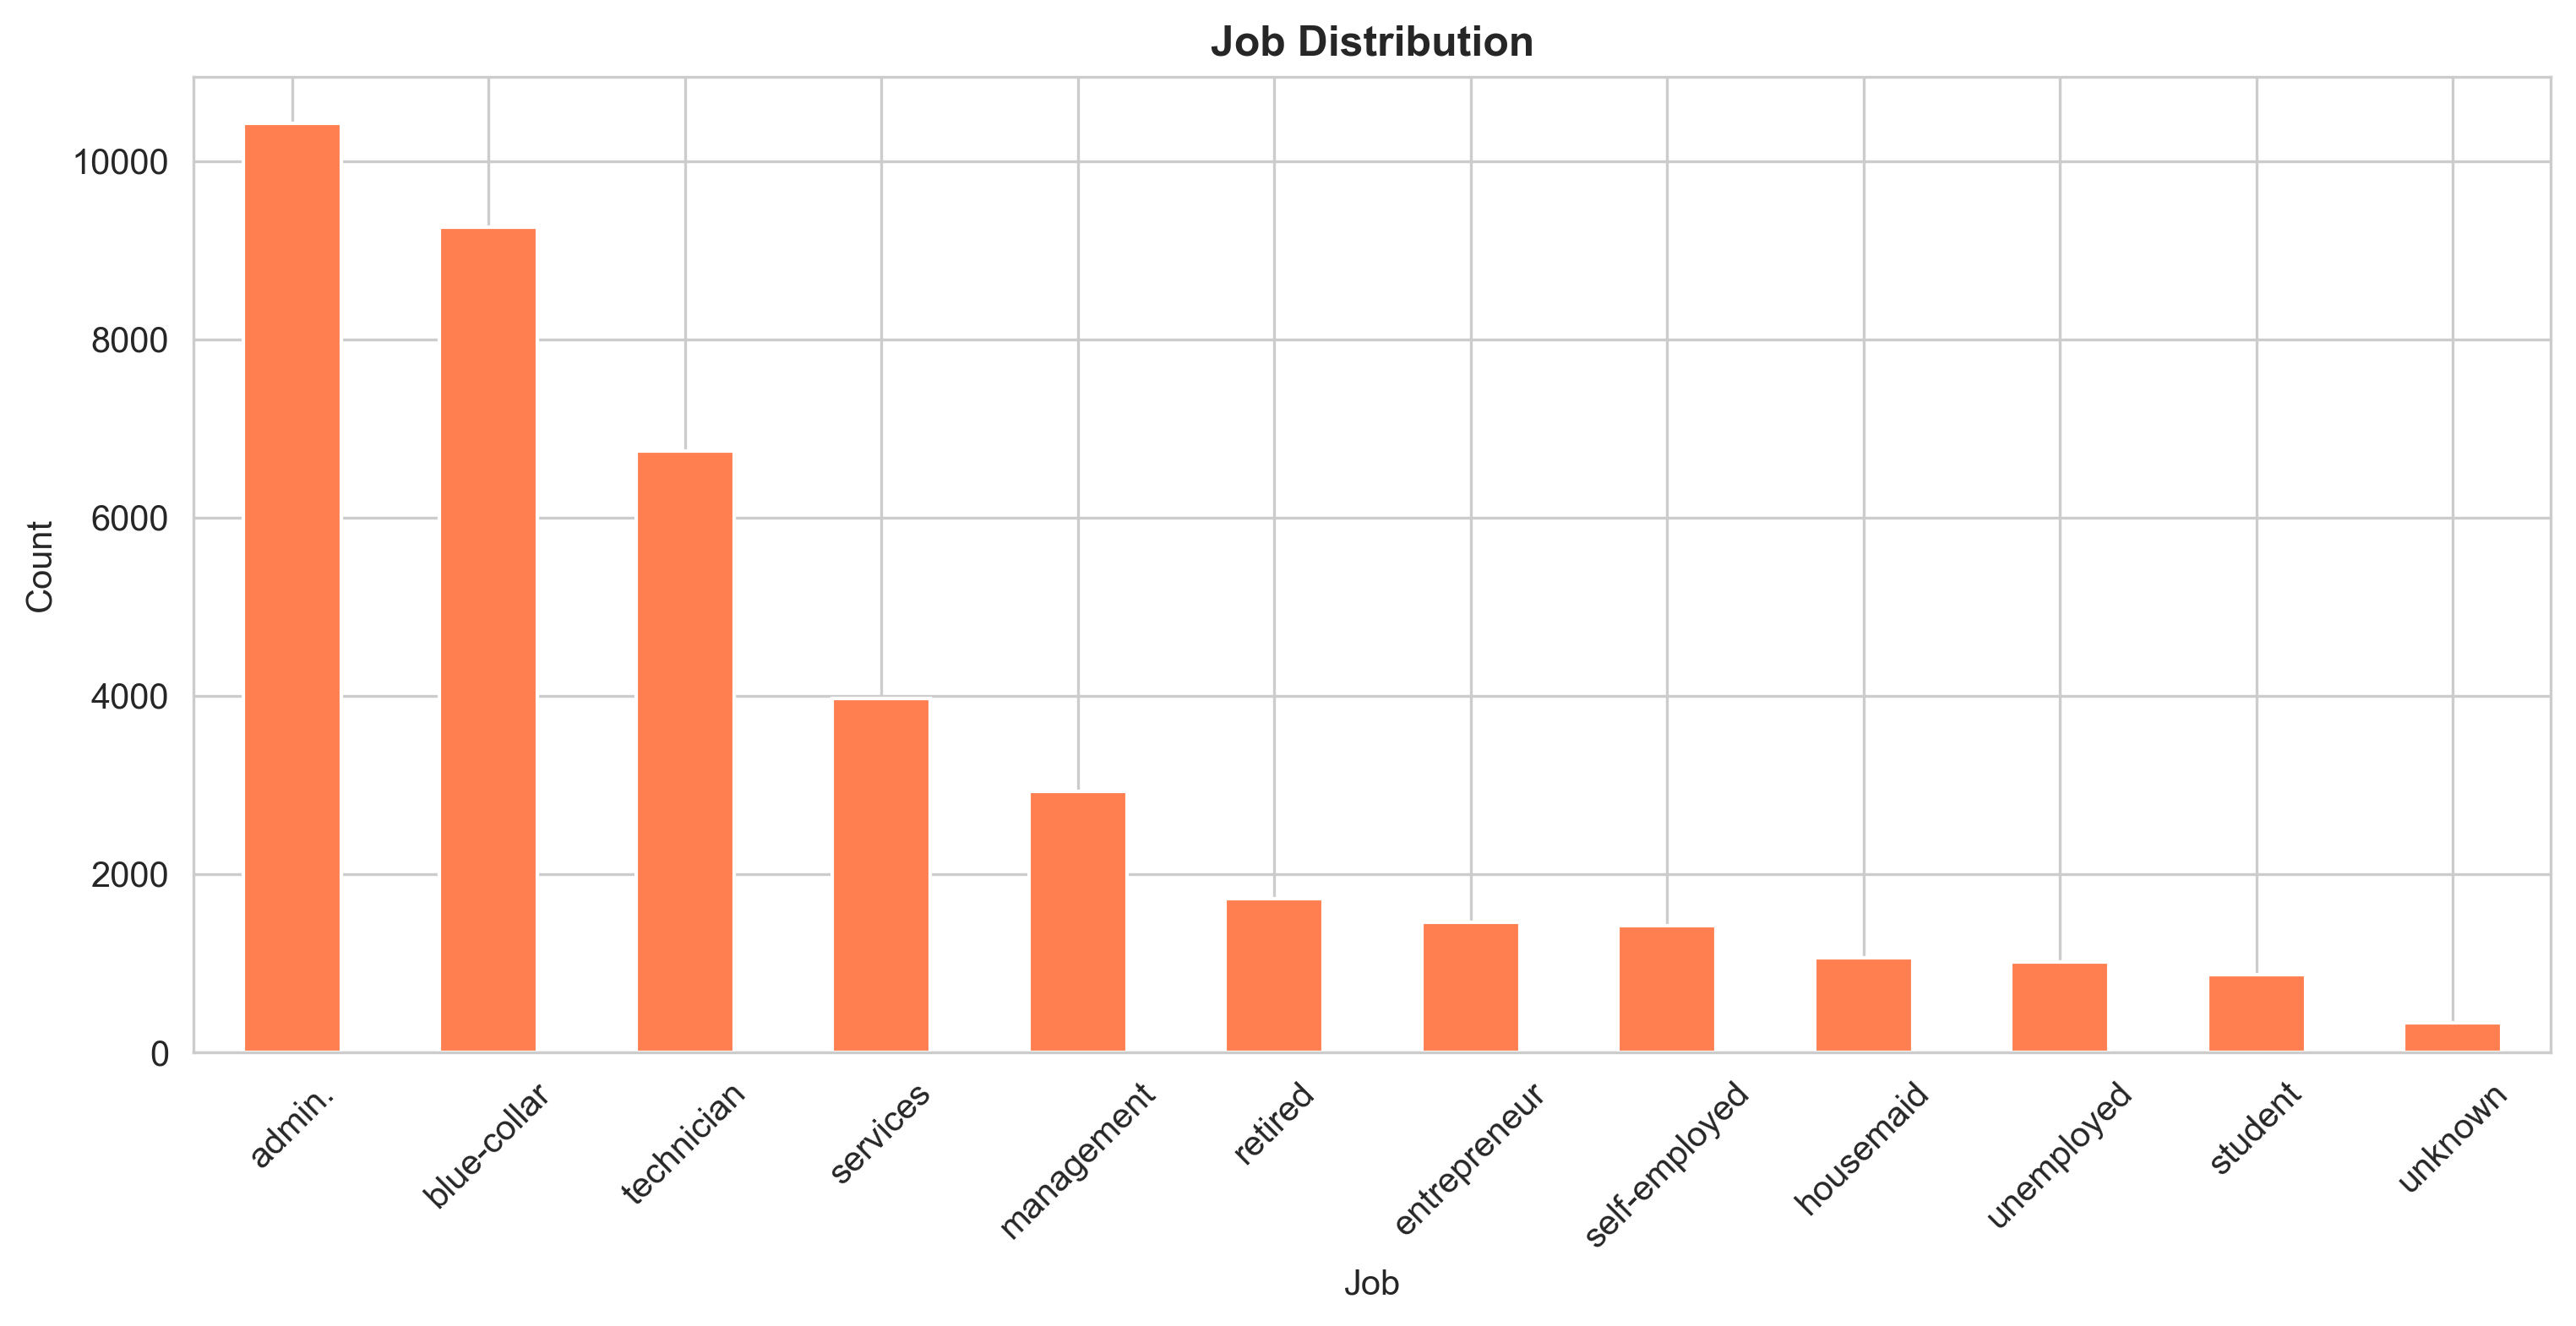 Job Distribution
10000
8000
6000
4000
2000
0
Count
admin.
blue-collar
technician
services
management
retired
entrepreneur
self-employed
housemaid
unemployed
student
unknown
Job